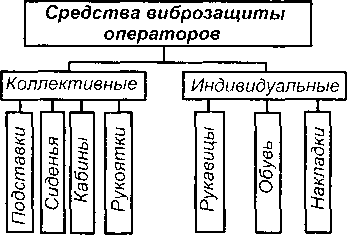 Средства виброзащиты
операторов
Коллективные
Индивидуальные
Подставки
Сиденья
Кабины
Рукоятки
Рукавицы
Обувь
Накладки